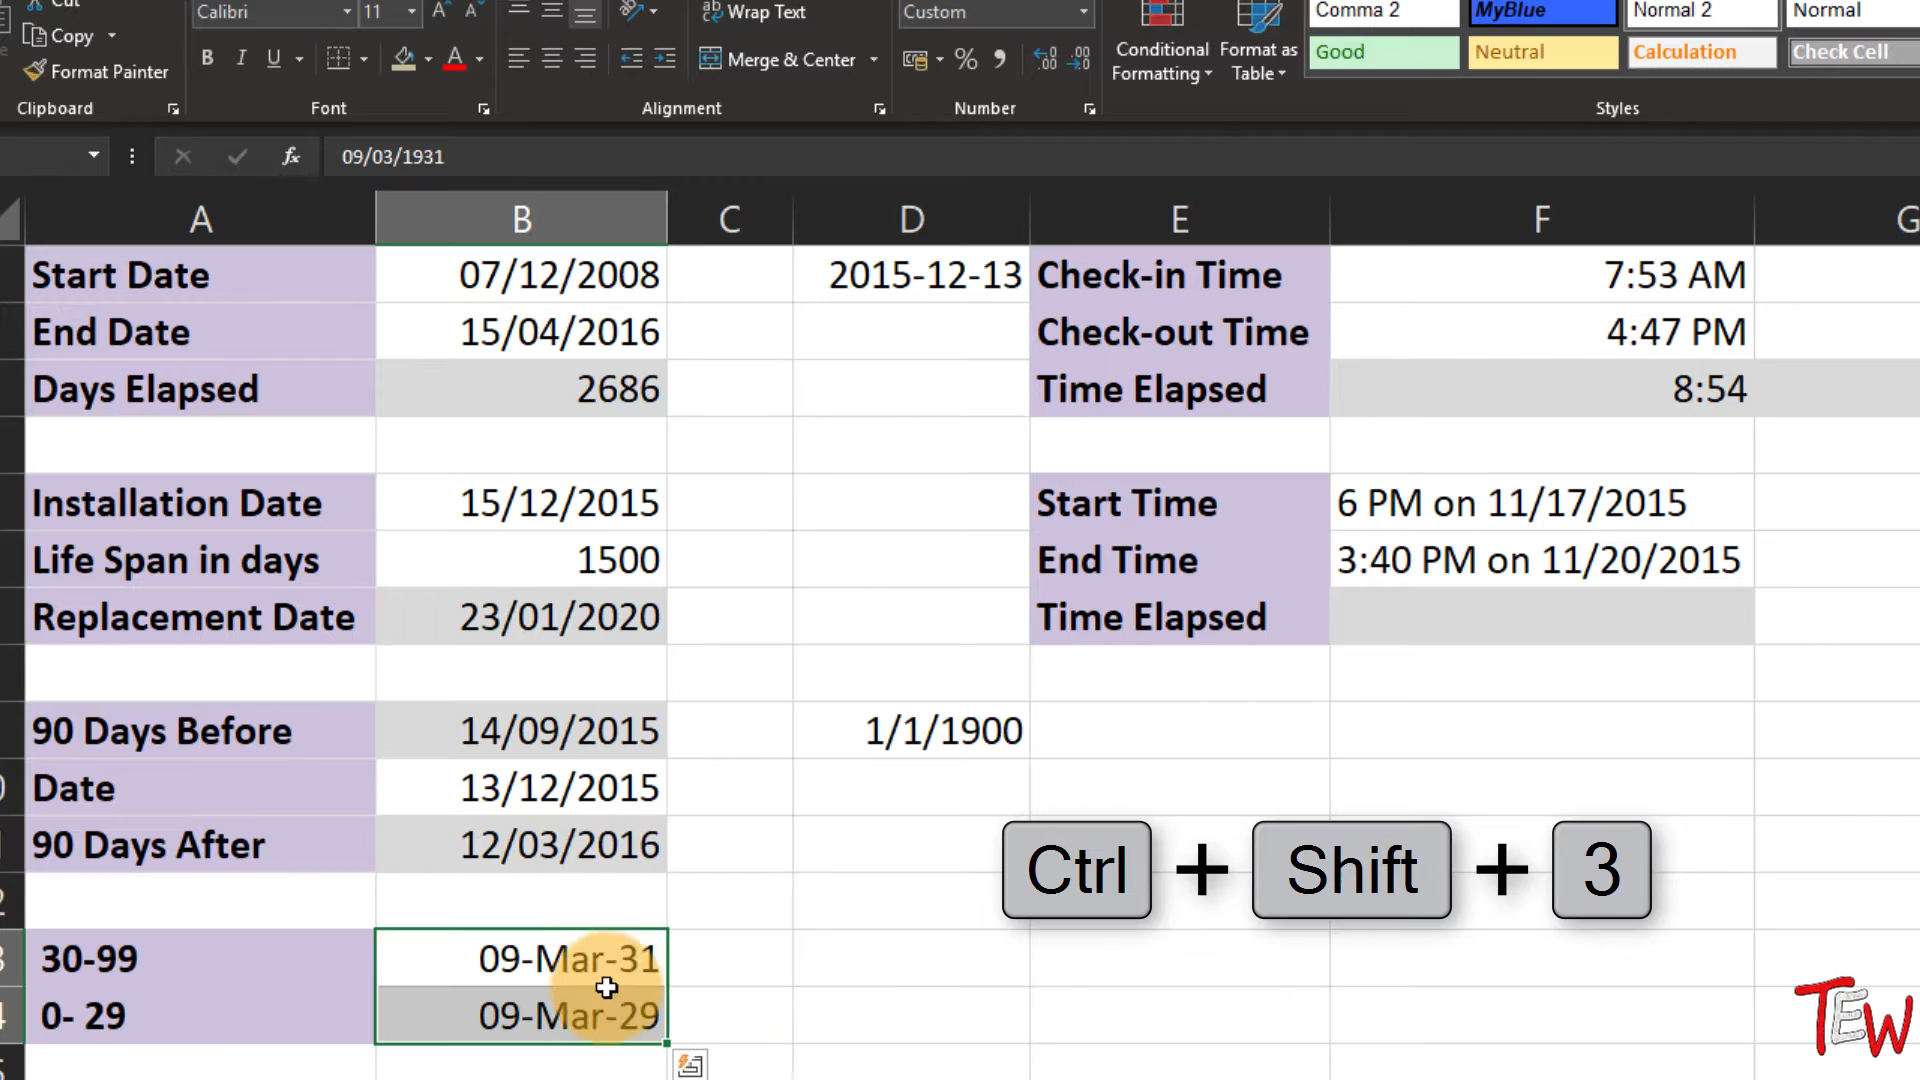 Cut
Copy
Format Painter
Clipboard
Calibri
11
A A
B I U A
Font
ab
Wrap Text
Merge & Center
Alignment
Custom
% 9
Number
Conditional
Formatting
Format as
Table
Comma 2
MyBlue
Normal 2
Normal
Good
Neutral
Calculation
Check Cell
Styles
fx
09/03/1931
A B C D E F G
Start Date 07/12/2008 2015-12-13 Check-in Time 7:53 AM
End Date 15/04/2016 Check-out Time 4:47 PM
Days Elapsed 2686 Time Elapsed 8:54
Installation Date 15/12/2015 Start Time 6 PM on 11/17/2015
Life Span in days 1500 End Time 3:40 PM on 11/20/2015
Replacement Date 23/01/2020 Time Elapsed
90 Days Before 14/09/2015 1/1/1900
Date 13/12/2015
90 Days After 12/03/2016
Ctrl + Shift + 3
30-99 09-Mar-31
0- 29 09-Mar-29
TEW